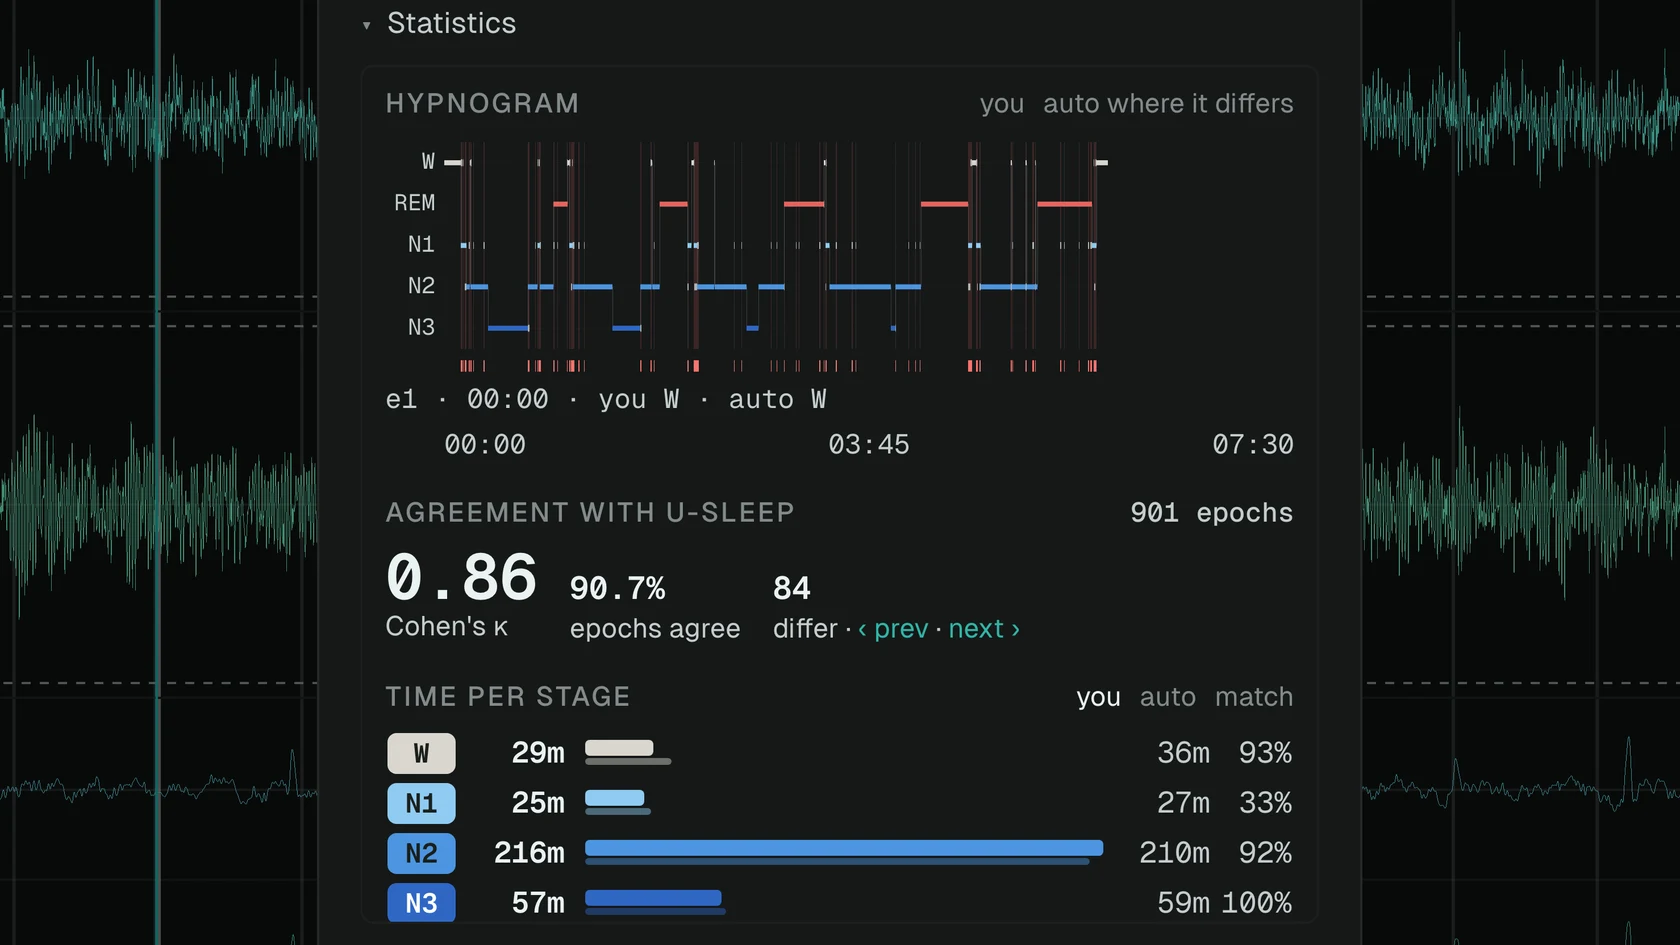 ▾ Statistics
HYPNOGRAM you auto where it differs
W
REM
N1
N2
N3
e1 · 00:00 · you W · auto W
00:00 03:45 07:30
AGREEMENT WITH U-SLEEP 901 epochs
0.86 90.7% 84
Cohen's κ epochs agree differ · ‹ prev · next ›
TIME PER STAGE you auto match
W 29m 36m 93%
N1 25m 27m 33%
N2 216m 210m 92%
N3 57m 59m 100%